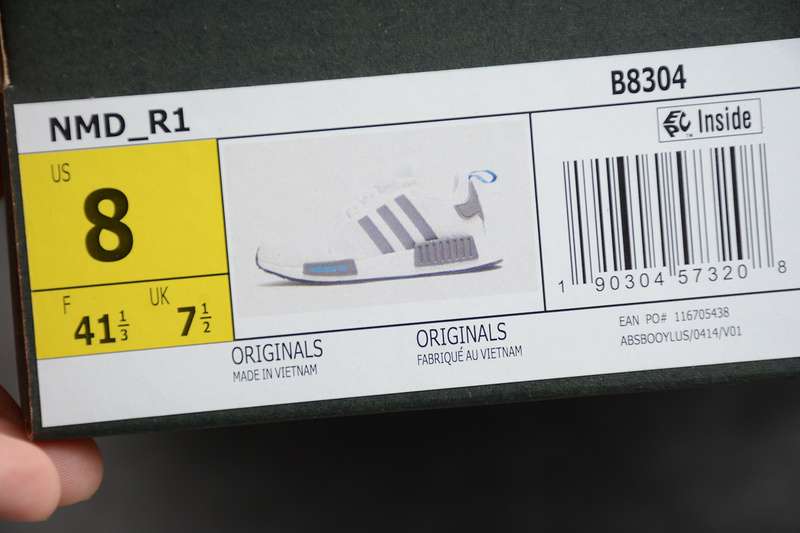 NMD_R1
B8304
EPC™ Inside
US
8
F
41 1/3
UK
7 1/2
ORIGINALS
MADE IN VIETNAM
ORIGINALS
FABRIQUÉ AU VIETNAM
1 90304 57320 8
EAN PO# 116705438
ABSBOOYLUS/0414/V01